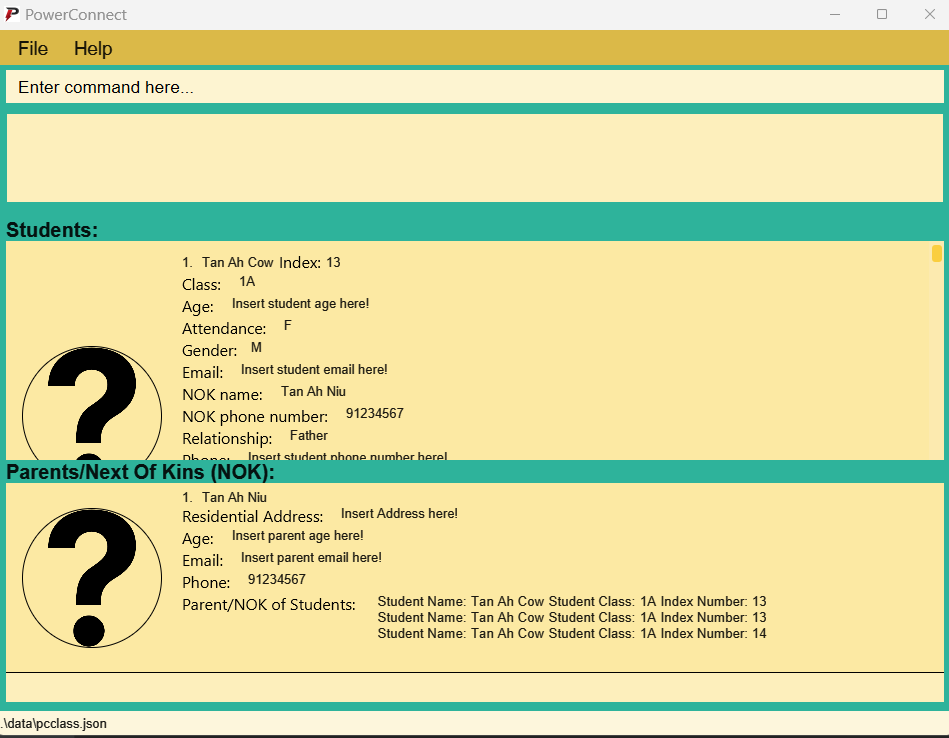 PowerConnect
File Help
Enter command here...
Students:
1. Tan Ah Cow Index: 13
Class: 1A
Age: Insert student age here!
Attendance: F
Gender: M
Email: Insert student email here!
NOK name: Tan Ah Niu
NOK phone number: 91234567
Relationship: Father
Phone: Insert student phone number here!
Parents/Next Of Kins (NOK):
1. Tan Ah Niu
Residential Address: Insert Address here!
Age: Insert parent age here!
Email: Insert parent email here!
Phone: 91234567
Parent/NOK of Students: Student Name: Tan Ah Cow Student Class: 1A Index Number: 13
Student Name: Tan Ah Cow Student Class: 1A Index Number: 13
Student Name: Tan Ah Cow Student Class: 1A Index Number: 14
.\data\pcclass.json